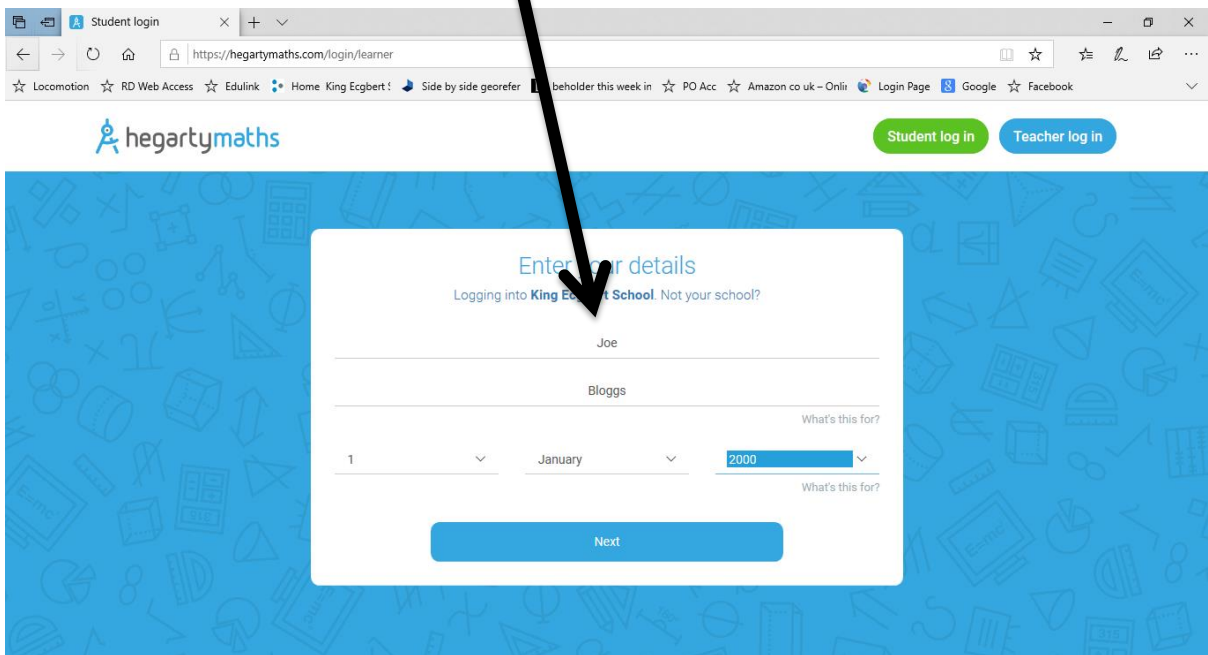 Student login
https://hegartymaths.com/login/learner
Locomotion RD Web Access Edulink Home King Ecgbert Side by side georefer beholder this week in PO Acc Amazon co uk – Onli Login Page Google Facebook
hegartymaths
Student log in Teacher log in
Enter your details
Logging into King Ecgbert School. Not your school?
Joe
Bloggs
What's this for?
1 January 2000
What's this for?
Next